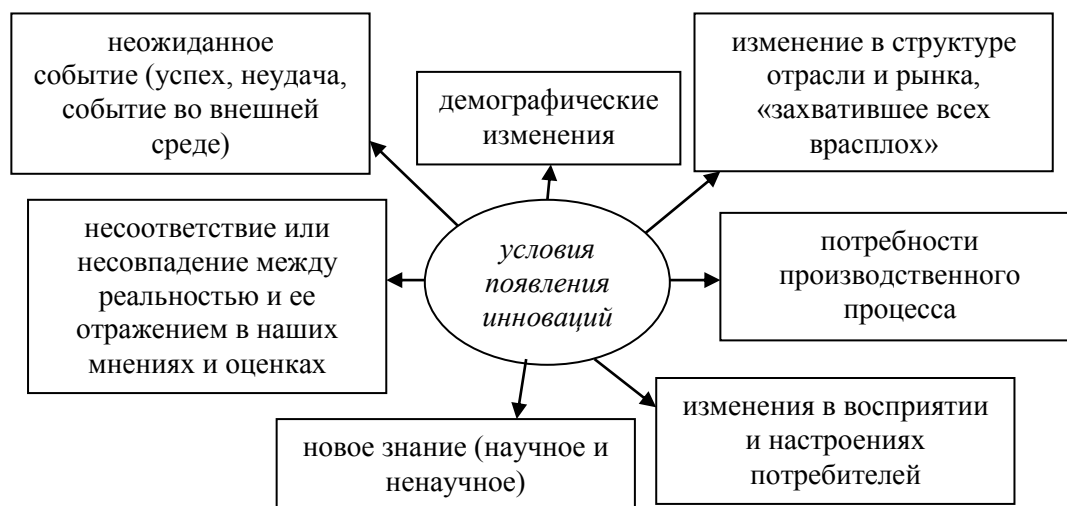 неожиданное
событие (успех, неудача,
событие во внешней
среде)
демографические
изменения
изменение в структуре
отрасли и рынка,
«захватившее всех
врасплох»
несоответствие или
несовпадение между
реальностью и ее
отражением в наших
мнениях и оценках
условия
появления
инноваций
потребности
производственного
процесса
новое знание (научное и
ненаучное)
изменения в восприятии
и настроениях
потребителей